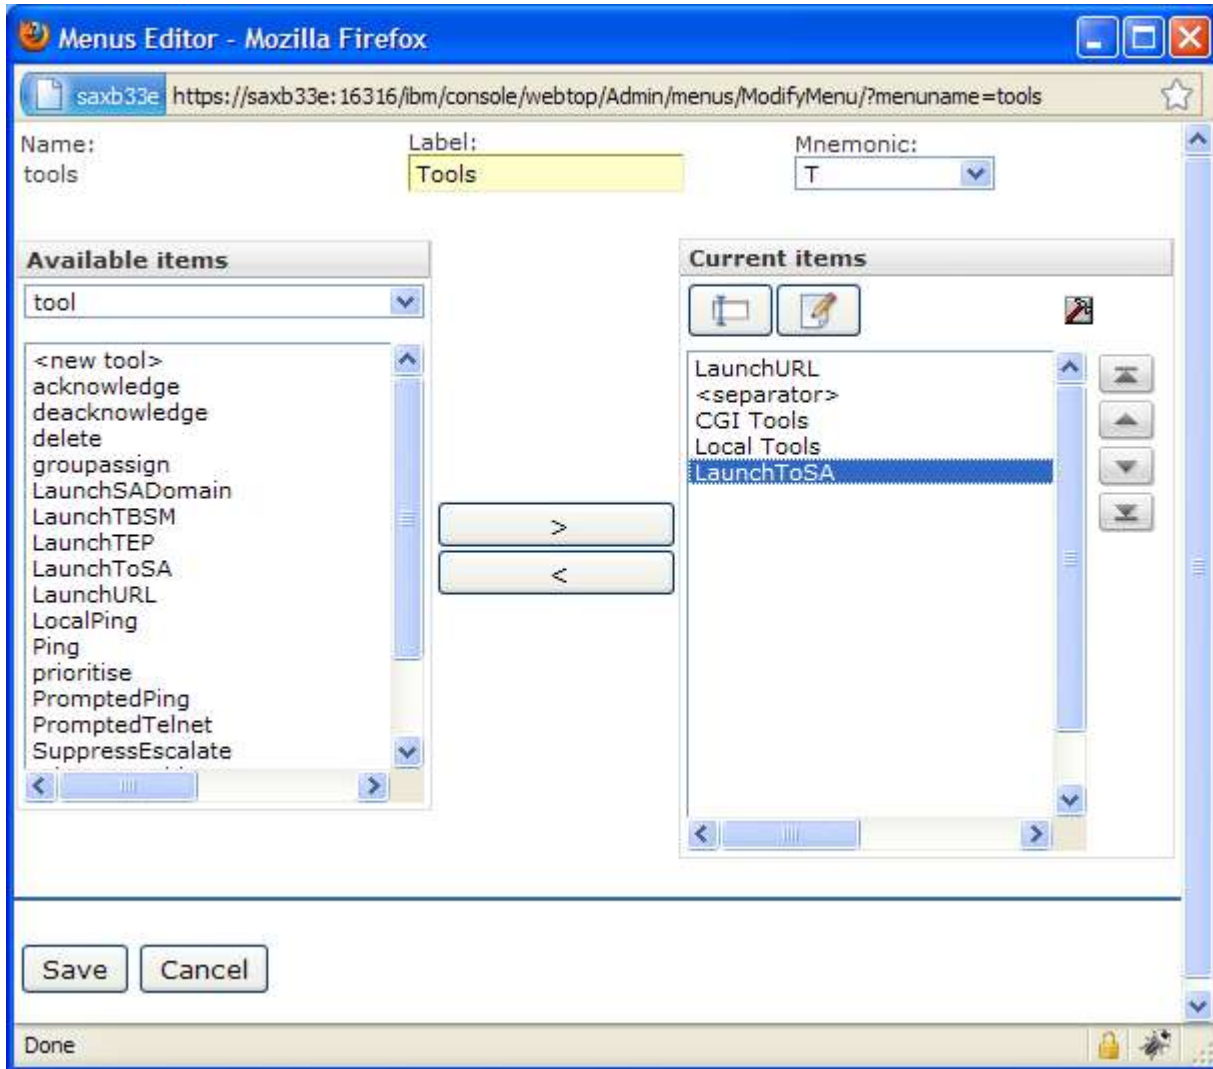 Menus Editor - Mozilla Firefox
saxb33e https://saxb33e:16316/ibm/console/webtop/Admin/menus/ModifyMenu/?menuname=tools
Name: Label: Mnemonic:
tools Tools T
Available items
tool
<new tool>
acknowledge
deacknowledge
delete
groupassign
LaunchSADomain
LaunchTBSM
LaunchTEP
LaunchToSA
LaunchURL
LocalPing
Ping
prioritise
PromptedPing
PromptedTelnet
SuppressEscalate
>
<
Current items
LaunchURL
<separator>
CGI Tools
Local Tools
LaunchToSA
Save Cancel
Done